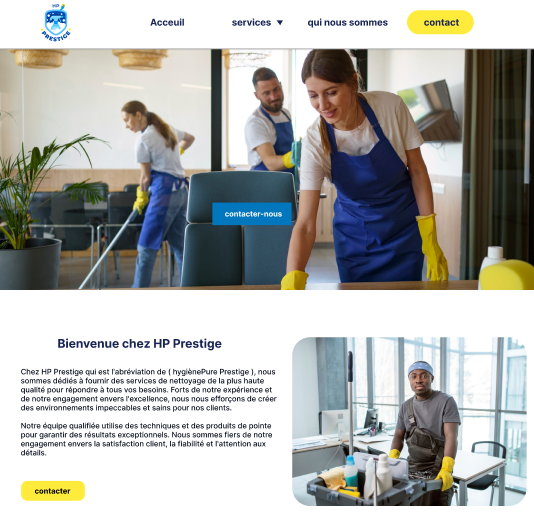 HP
PRESTIGE
Acceuil
services
qui nous sommes
contact
contacter-nous
Bienvenue chez HP Prestige
Chez HP Prestige qui est l'abréviation de ( hygiènePure Prestige ), nous
sommes dédiés à fournir des services de nettoyage de la plus haute
qualité pour répondre à tous vos besoins. Forts de notre expérience et
de notre engagement envers l'excellence, nous nous efforçons de créer
des environnements impeccables et sains pour nos clients.
Notre équipe qualifiée utilise des techniques et des produits de pointe
pour garantir des résultats exceptionnels. Nous sommes fiers de notre
engagement envers la satisfaction client, la fiabilité et l'attention aux
détails.
contacter